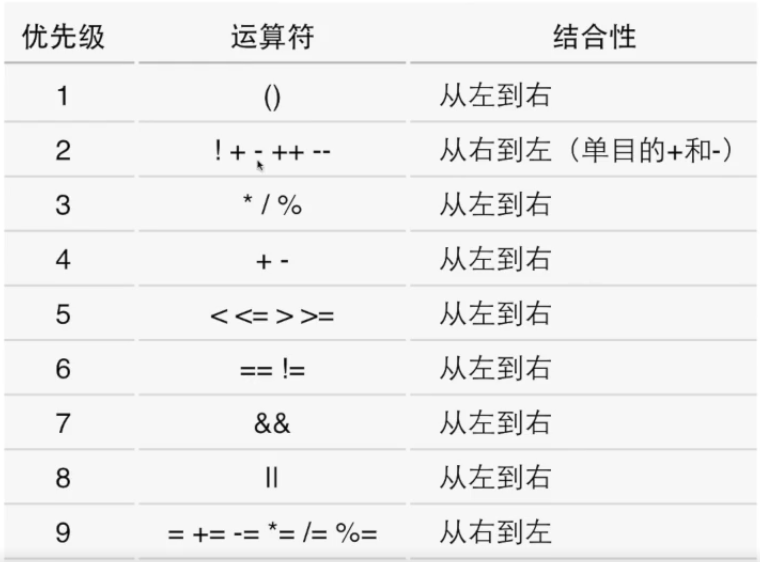 优先级 运算符 结合性
1 () 从左到右
2 ! + - ++ -- 从右到左（单目的+和-）
3 * / % 从左到右
4 + - 从左到右
5 < <= > >= 从左到右
6 == != 从左到右
7 && 从左到右
8 || 从左到右
9 = += -= *= /= %= 从右到左